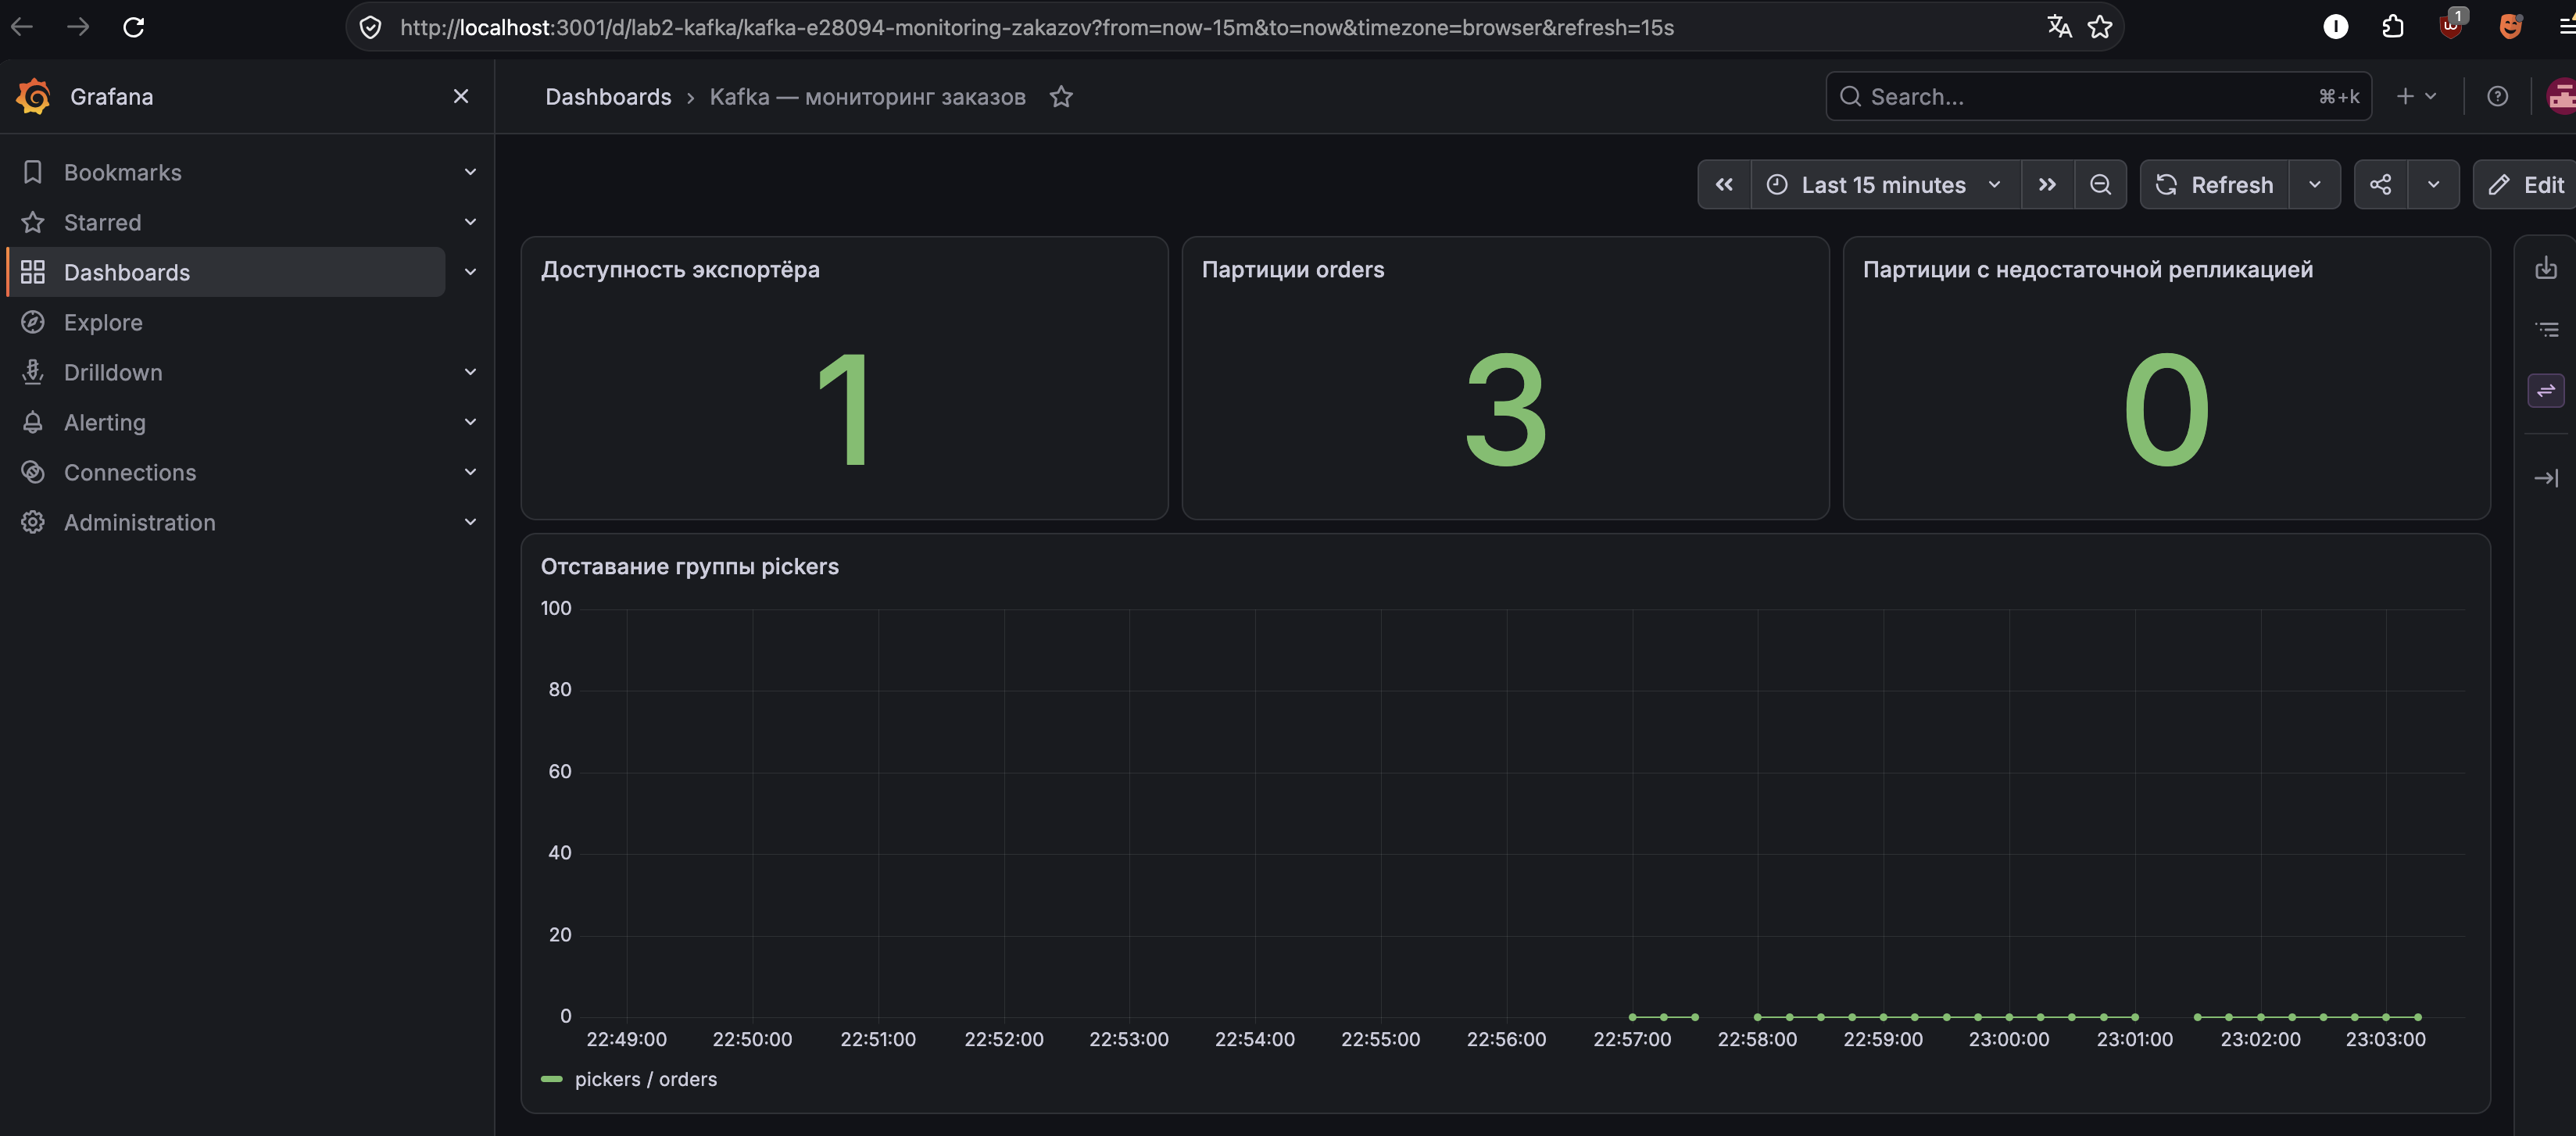 http://localhost:3001/d/lab2-kafka/kafka-e28094-monitoring-zakazov?from=now-15m&to=now&timezone=browser&refresh=15s
1
Grafana
Dashboards › Kafka — мониторинг заказов
Search...
⌘+k
Bookmarks
Starred
Dashboards
Explore
Drilldown
Alerting
Connections
Administration
Last 15 minutes
Refresh
Edit
Доступность экспортёра
1
Партиции orders
3
Партиции с недостаточной репликацией
0
Отставание группы pickers
100
80
60
40
20
0
22:49:00 22:50:00 22:51:00 22:52:00 22:53:00 22:54:00 22:55:00 22:56:00 22:57:00 22:58:00 22:59:00 23:00:00 23:01:00 23:02:00 23:03:00
pickers / orders